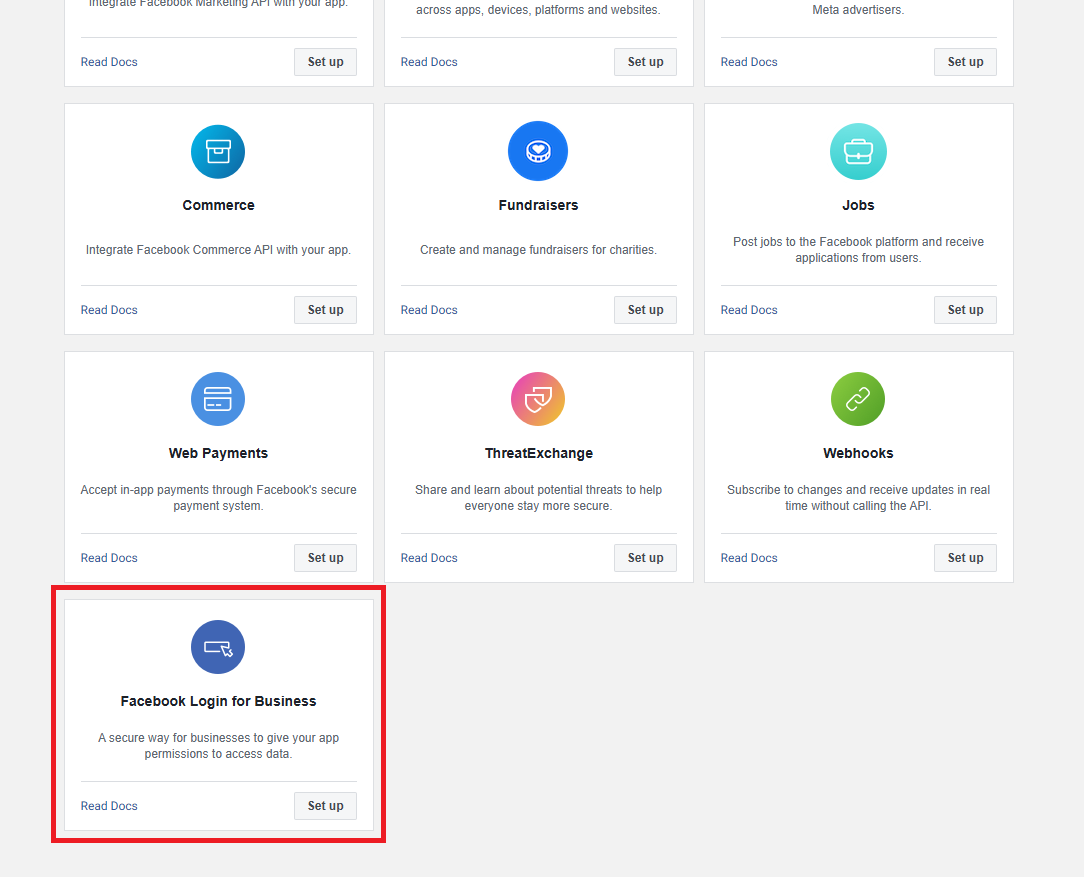 Integrate Facebook Marketing API with your app.
across apps, devices, platforms and websites.
Meta advertisers.
Read Docs
Set up
Read Docs
Set up
Read Docs
Set up
Commerce
Integrate Facebook Commerce API with your app.
Read Docs
Set up
Fundraisers
Create and manage fundraisers for charities.
Read Docs
Set up
Jobs
Post jobs to the Facebook platform and receive
applications from users.
Read Docs
Set up
Web Payments
Accept in-app payments through Facebook's secure
payment system.
Read Docs
Set up
ThreatExchange
Share and learn about potential threats to help
everyone stay more secure.
Read Docs
Set up
Webhooks
Subscribe to changes and receive updates in real
time without calling the API.
Read Docs
Set up
Facebook Login for Business
A secure way for businesses to give your app
permissions to access data.
Read Docs
Set up